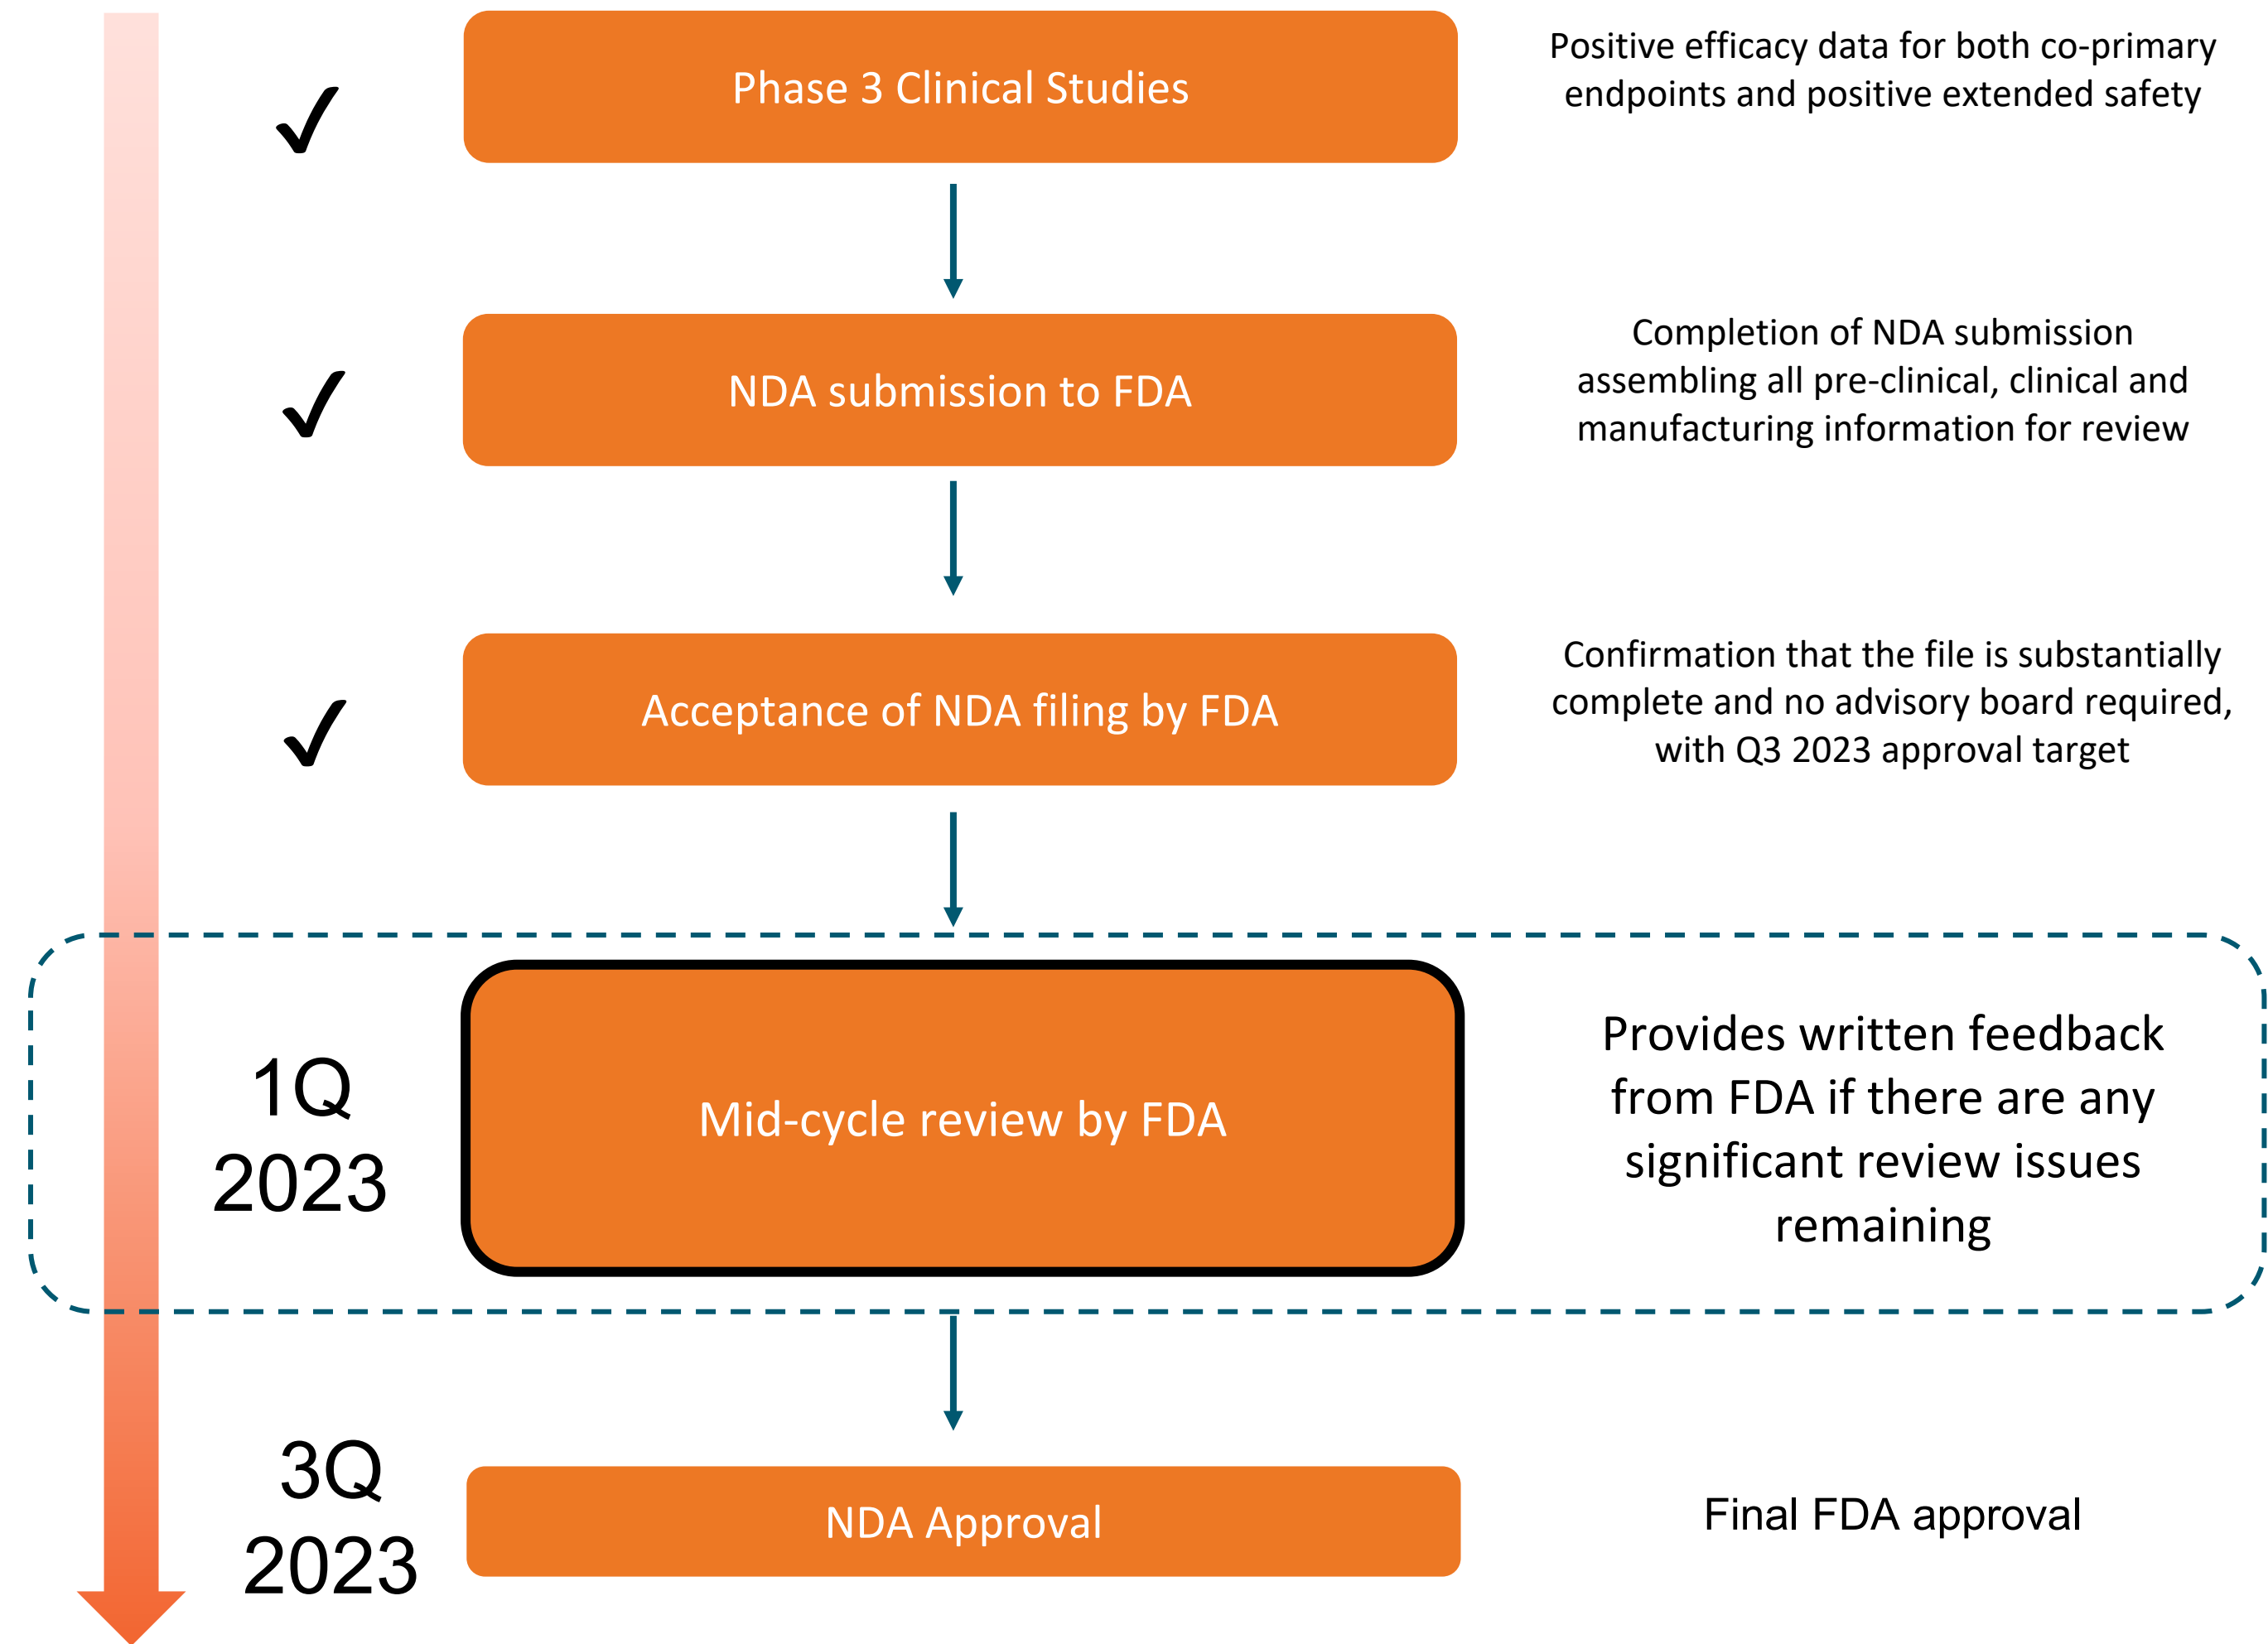 Phase 3 Clinical Studies
Positive efficacy data for both co-primary
endpoints and positive extended safety
NDA submission to FDA
Completion of NDA submission
assembling all pre-clinical, clinical and
manufacturing information for review
Acceptance of NDA filing by FDA
Confirmation that the file is substantially
complete and no advisory board required,
with Q3 2023 approval target
1Q
2023
Mid-cycle review by FDA
Provides written feedback
from FDA if there are any
significant review issues
remaining
3Q
2023
NDA Approval
Final FDA approval